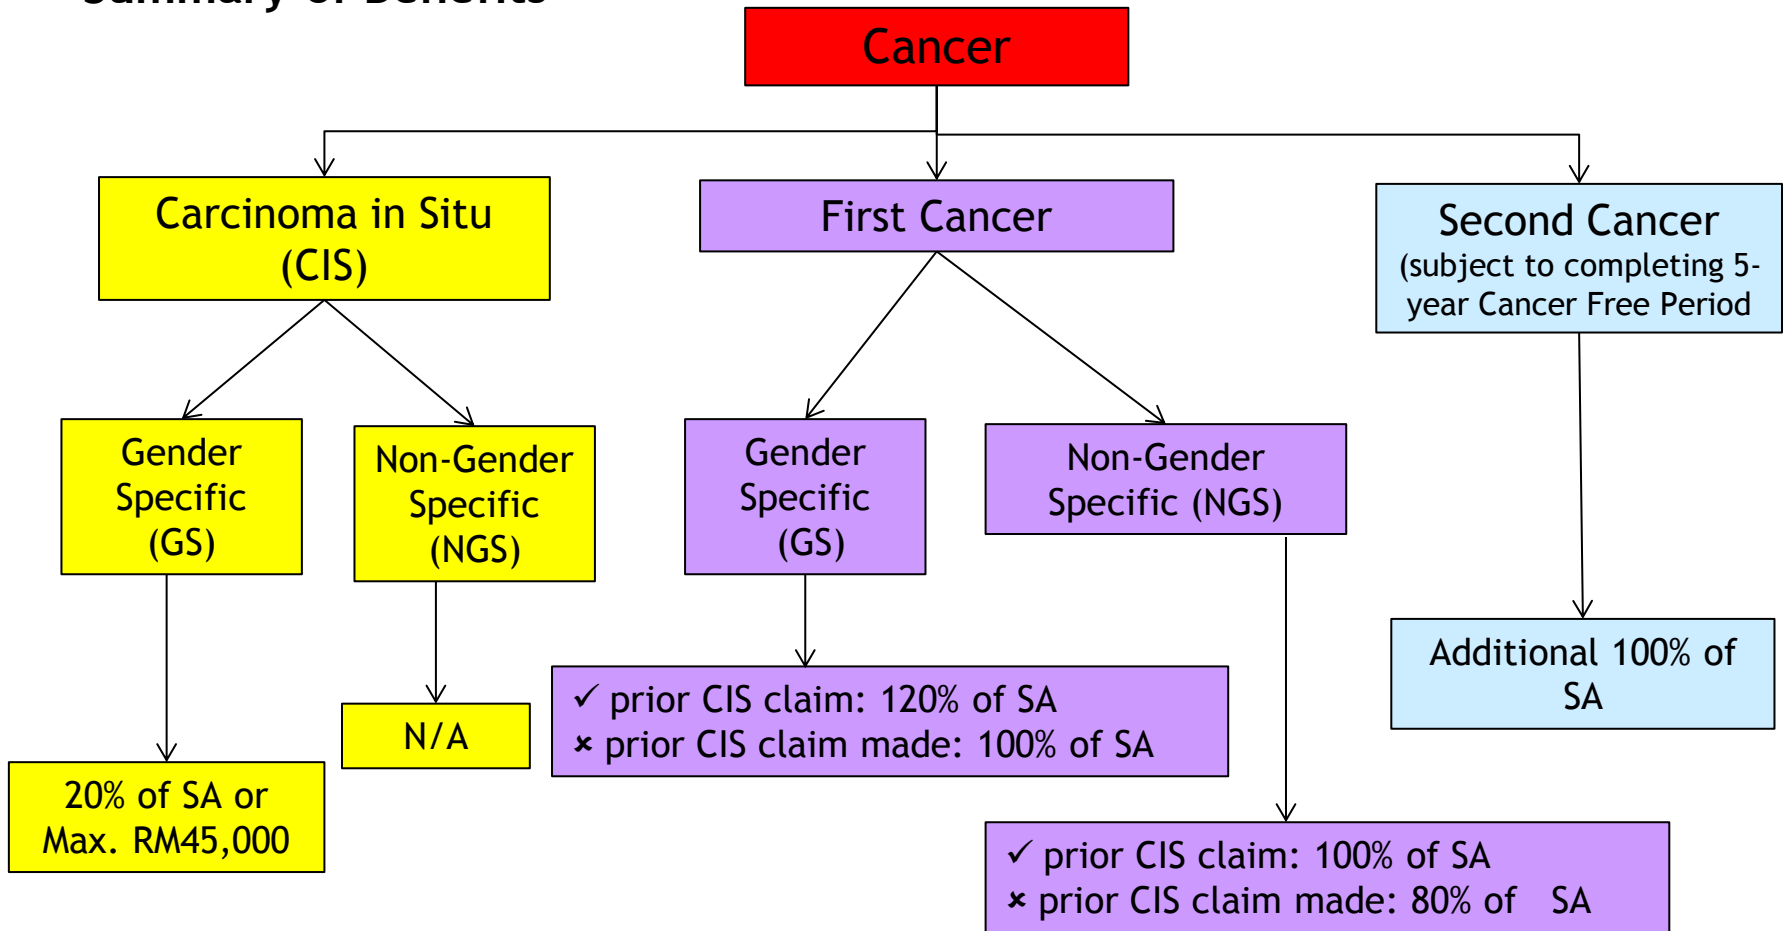 Summary of Benefits
Cancer
Carcinoma in Situ
(CIS)
First Cancer
Second Cancer
(subject to completing 5-
year Cancer Free Period
Gender
Specific
(GS)
Non-Gender
Specific
(NGS)
Gender
Specific
(GS)
Non-Gender
Specific (NGS)
Additional 100% of
SA
✓ prior CIS claim: 120% of SA
× prior CIS claim made: 100% of SA
N/A
20% of SA or
Max. RM45,000
✓ prior CIS claim: 100% of SA
× prior CIS claim made: 80% of SA